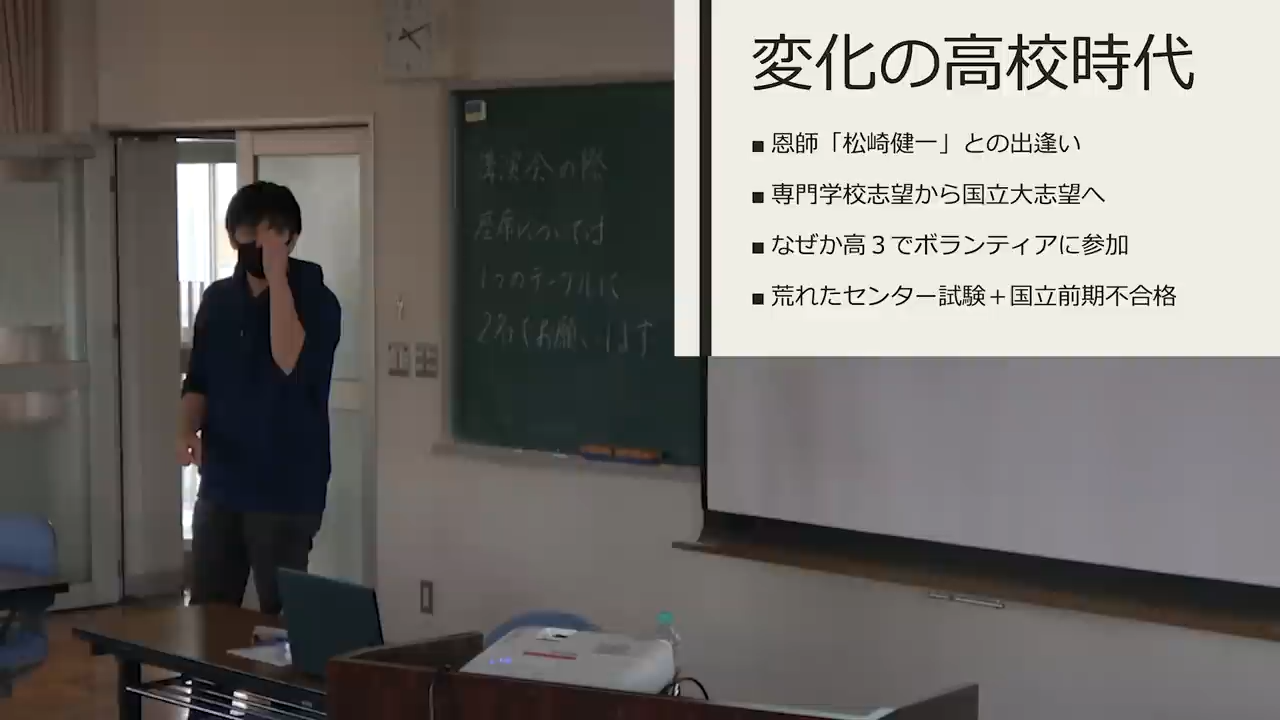 変化の高校時代
■ 恩師「松崎健一」との出逢い
■ 専門学校志望から国立大志望へ
■ なぜか高３でボランティアに参加
■ 荒れたセンター試験＋国立前期不合格
講演会の際
座席については
1つのテーブルに
2名でお願いします